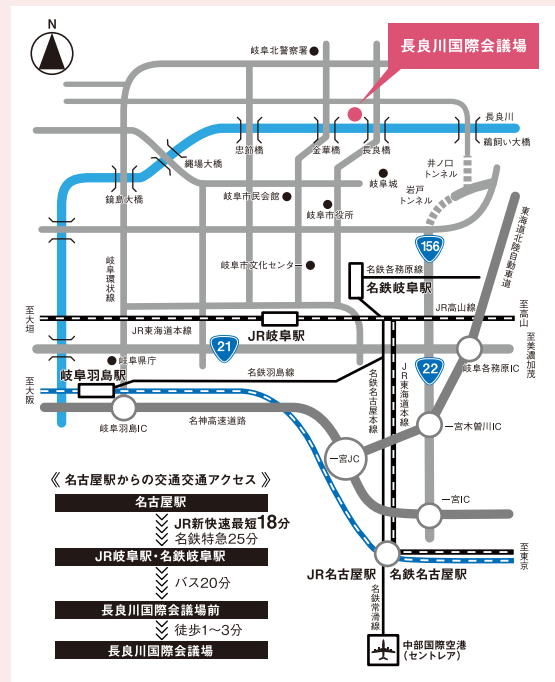 N
長良川国際会議場
岐阜北警察署
長良川
忠節橋
金華橋
長良橋
鵜飼い大橋
縄場大橋
井ノ口
トンネル
岐阜城
岩戸
トンネル
鏡島大橋
岐阜市民会館
岐阜市役所
東海北陸自動車道
156
岐阜環状線
岐阜市文化センター
名鉄各務原線
名鉄岐阜駅
至大垣
JR東海道本線
JR岐阜駅
JR高山線
至高山
21
至美濃加茂
岐阜県庁
岐阜羽島駅
名鉄羽島線
名鉄名古屋本線
JR東海道本線
22
岐阜各務原IC
至大阪
岐阜羽島IC
名神高速道路
一宮木曽川IC
一宮JC
一宮IC
《 名古屋駅からの交通交通アクセス 》
名古屋駅
JR新快速最短18分
名鉄特急25分
JR岐阜駅・名鉄岐阜駅
バス20分
長良川国際会議場前
徒歩1〜3分
長良川国際会議場
至東京
JR名古屋駅
名鉄名古屋駅
名鉄常滑線
中部国際空港
(セントレア)